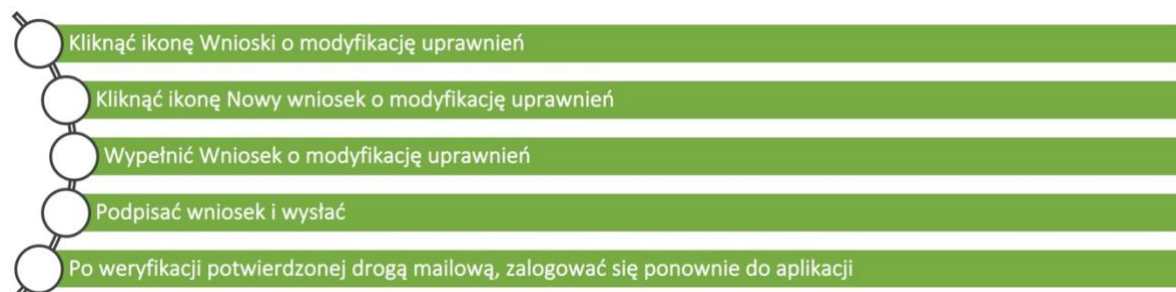 Kliknąć ikonę Wnioski o modyfikację uprawnień
Kliknąć ikonę Nowy wniosek o modyfikację uprawnień
Wypełnić Wniosek o modyfikację uprawnień
Podpisać wniosek i wysłać
Po weryfikacji potwierdzonej drogą mailową, zalogować się ponownie do aplikacji